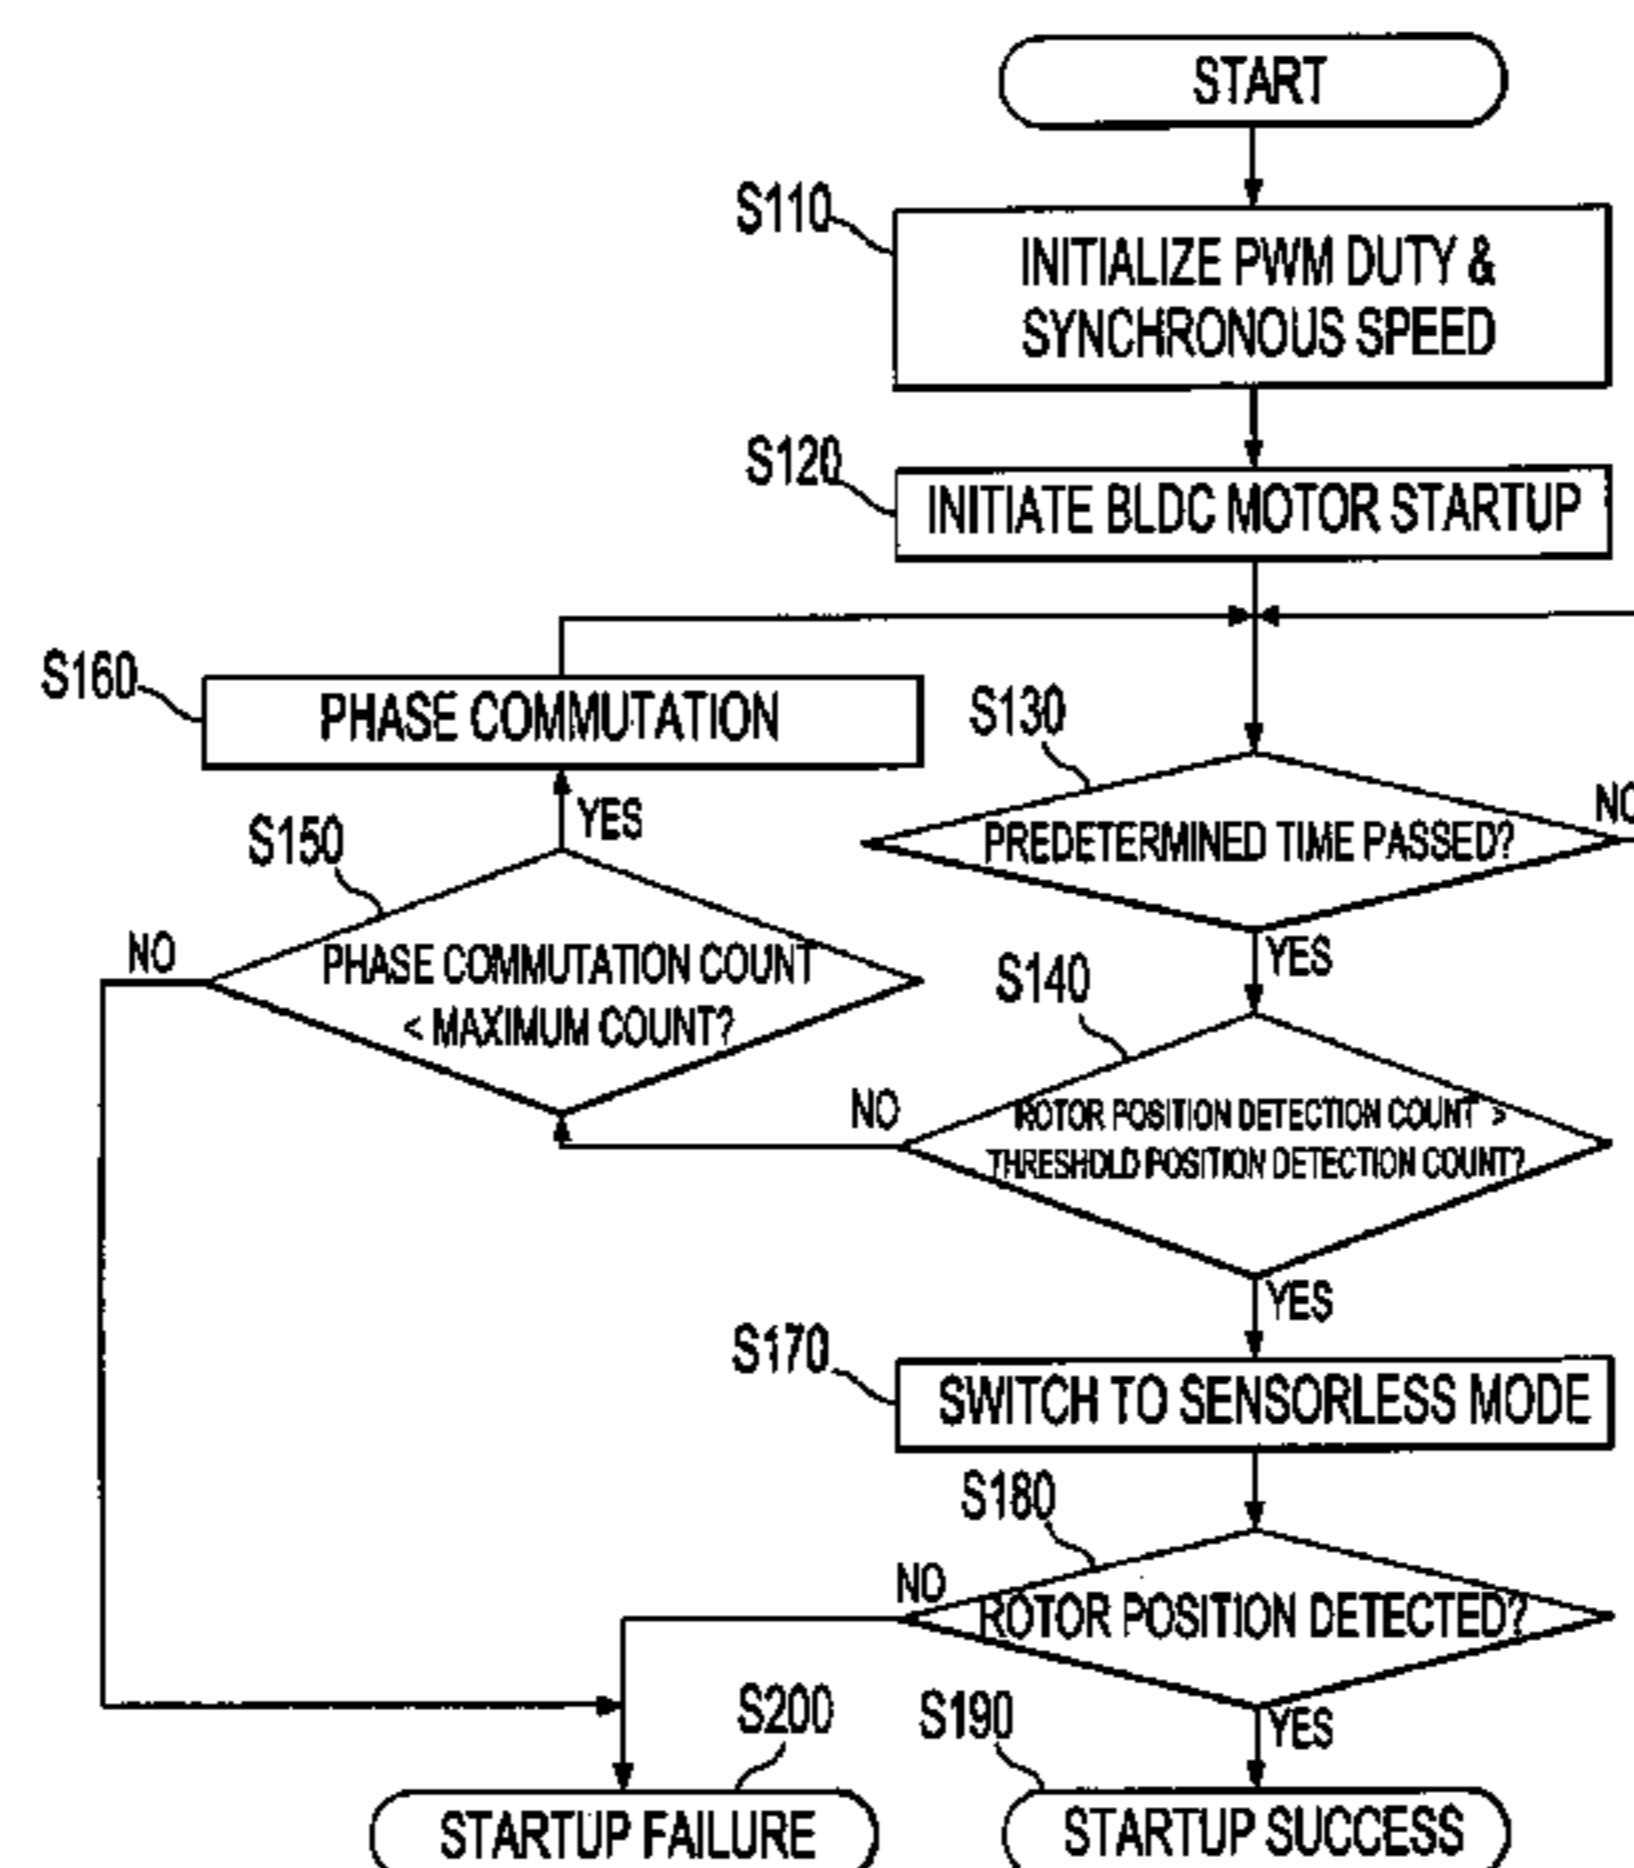 START
S110
INITIALIZE PWM DUTY &
SYNCHRONOUS SPEED
S120
INITIATE BLDC MOTOR STARTUP
S160
PHASE COMMUTATION
S130
PREDETERMINED TIME PASSED?
NO
YES
S150
YES
NO
PHASE COMMUTATION COUNT
< MAXIMUM COUNT?
S140
NO
ROTOR POSITION DETECTION COUNT >
THRESHOLD POSITION DETECTION COUNT?
YES
S170
SWITCH TO SENSORLESS MODE
S180
NO
ROTOR POSITION DETECTED?
YES
S200
STARTUP FAILURE
S190
STARTUP SUCCESS